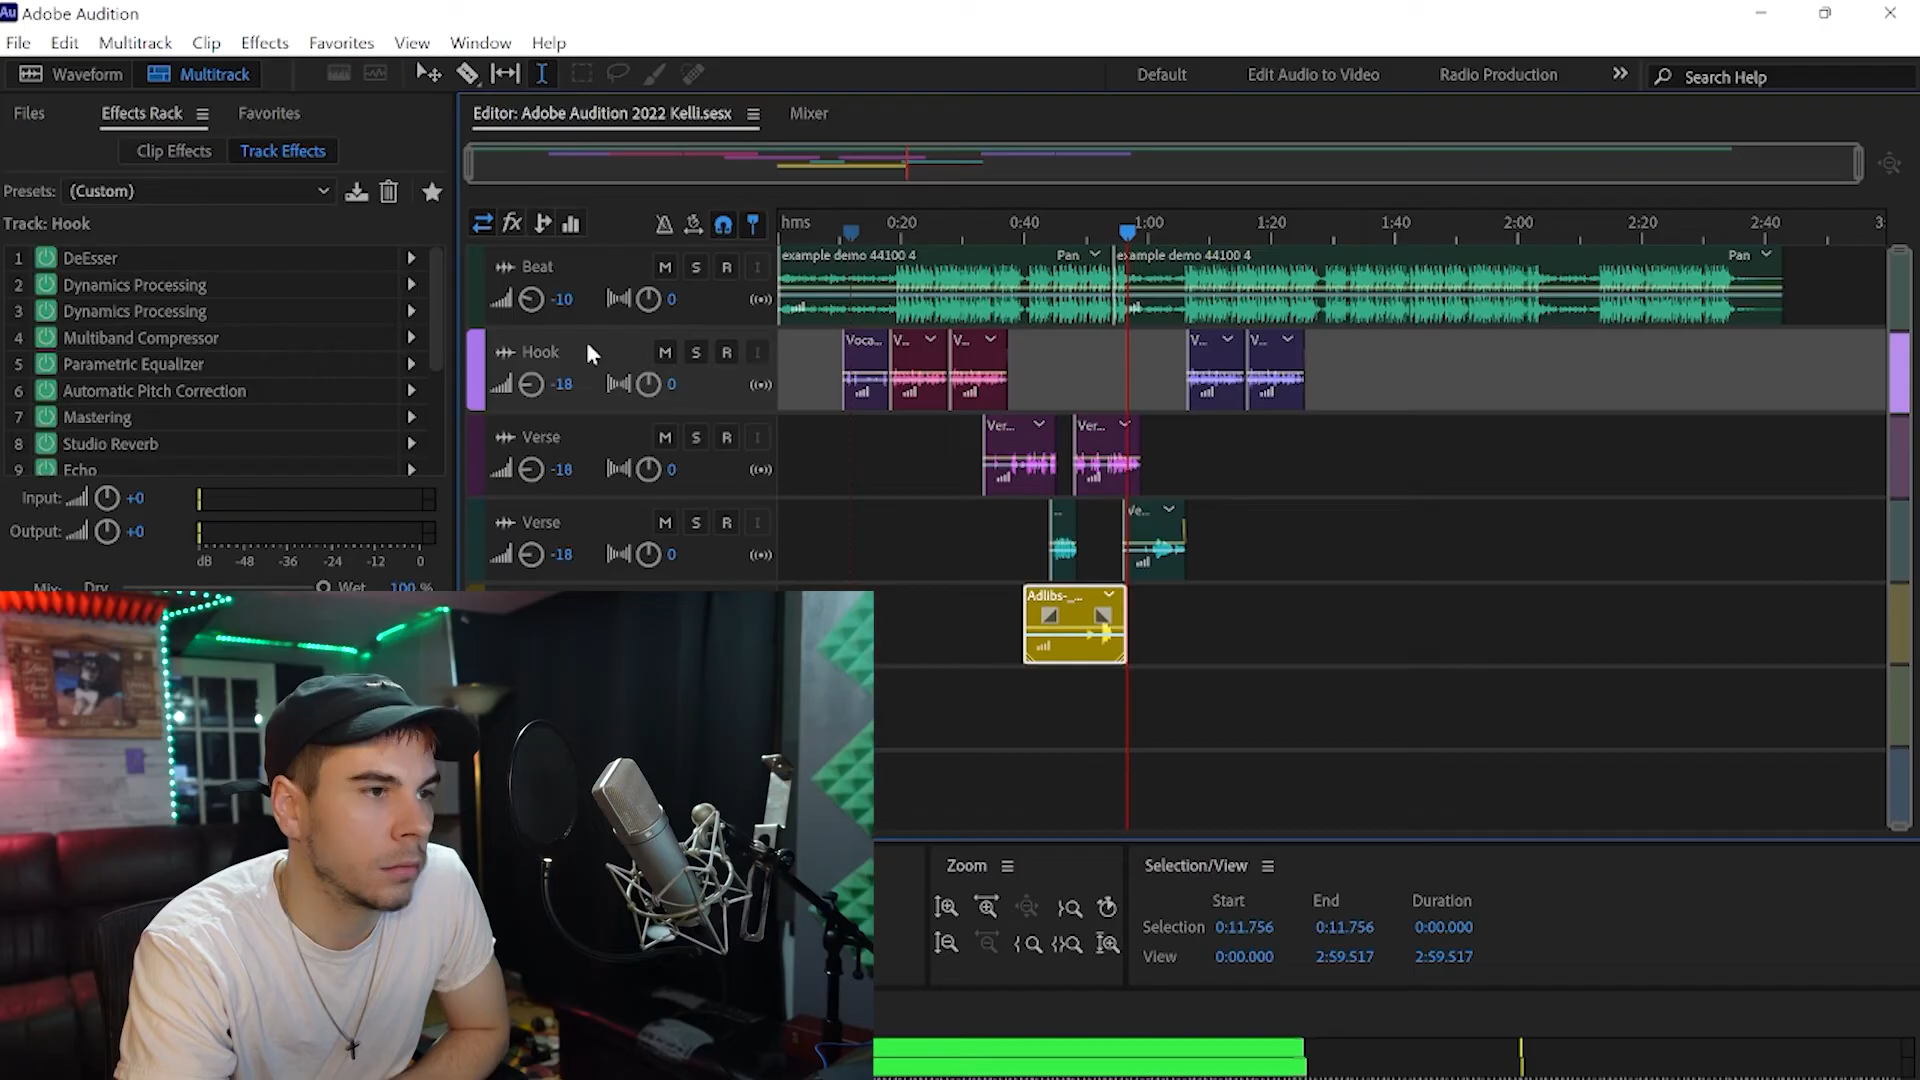 Au Adobe Audition
File Edit Multitrack Clip Effects Favorites View Window Help
Waveform Multitrack Default Edit Audio to Video Radio Production Search Help
Files Effects Rack Favorites Editor: Adobe Audition 2022 Kelli.sesx Mixer
Clip Effects Track Effects
Presets: (Custom)
Track: Hook
hms 0:20 0:40 1:00 1:20 1:40 2:00 2:20 2:40 3:
1 DeEsser
2 Dynamics Processing
3 Dynamics Processing
4 Multiband Compressor
5 Parametric Equalizer
6 Automatic Pitch Correction
7 Mastering
8 Studio Reverb
9 Echo
Input: +0
Output: +0
dB -48 -36 -24 -12 0
Mix: Dry Wet 100 %
Beat M S R I
-10 0
example demo 44100 4 Pan example demo 44100 4 Pan
Hook M S R I
-18 0
Voca... V... V... V... V...
Verse M S R I
-18 0
Ver... Ver...
Verse M S R I
-18 0
... Ve...
Adlibs-_...
Zoom Selection/View
Start End Duration
Selection 0:11.756 0:11.756 0:00.000
View 0:00.000 2:59.517 2:59.517